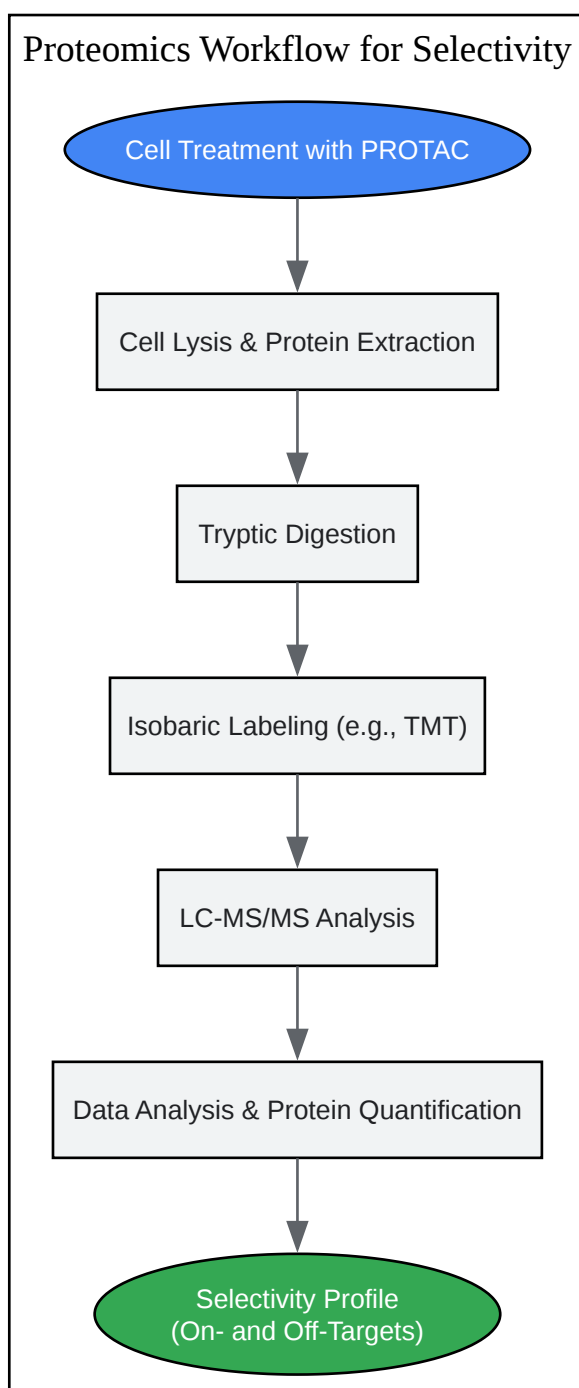 Proteomics Workflow for Selectivity
Cell Treatment with PROTAC
Cell Lysis & Protein Extraction
Tryptic Digestion
Isobaric Labeling (e.g., TMT)
LC-MS/MS Analysis
Data Analysis & Protein Quantification
Selectivity Profile
(On- and Off-Targets)